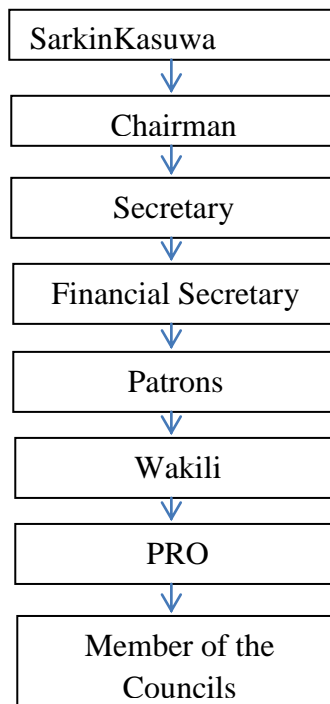 SarkinKasuwa
Chairman
Secretary
Financial Secretary
Patrons
Wakili
PRO
Member of the
Councils